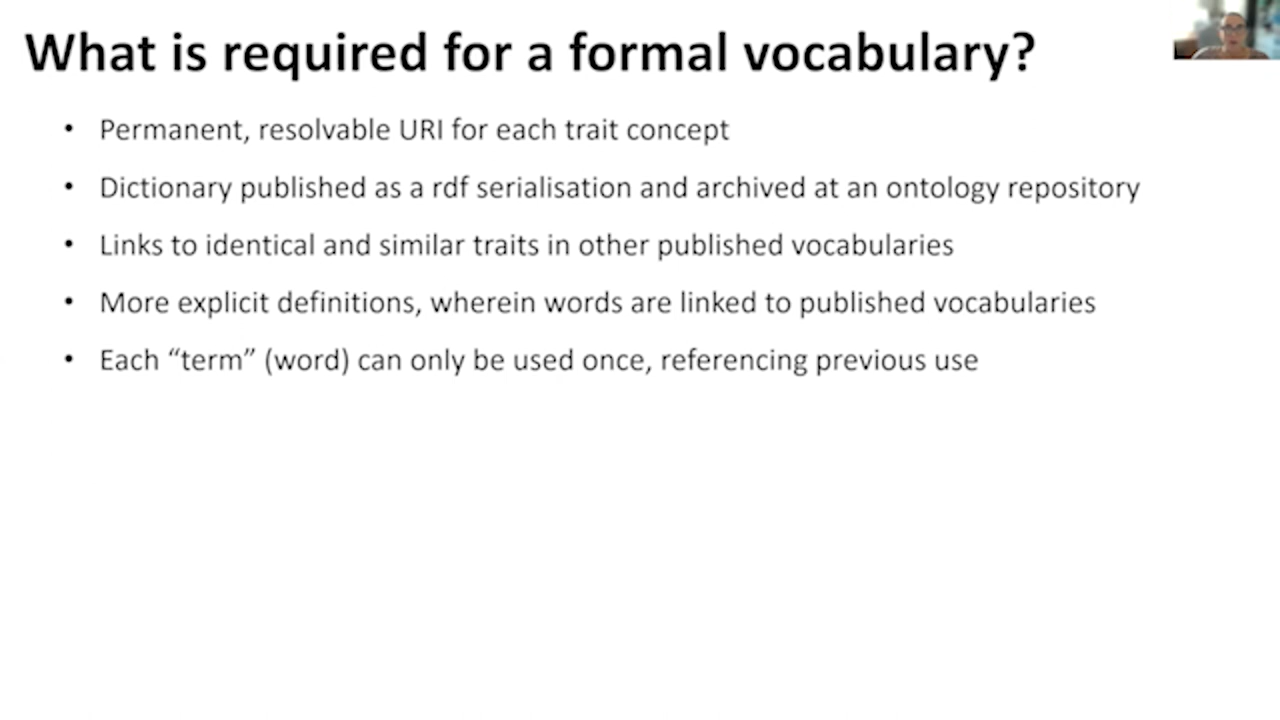 What is required for a formal vocabulary?
• Permanent, resolvable URI for each trait concept
• Dictionary published as a rdf serialisation and archived at an ontology repository
• Links to identical and similar traits in other published vocabularies
• More explicit definitions, wherein words are linked to published vocabularies
• Each “term” (word) can only be used once, referencing previous use